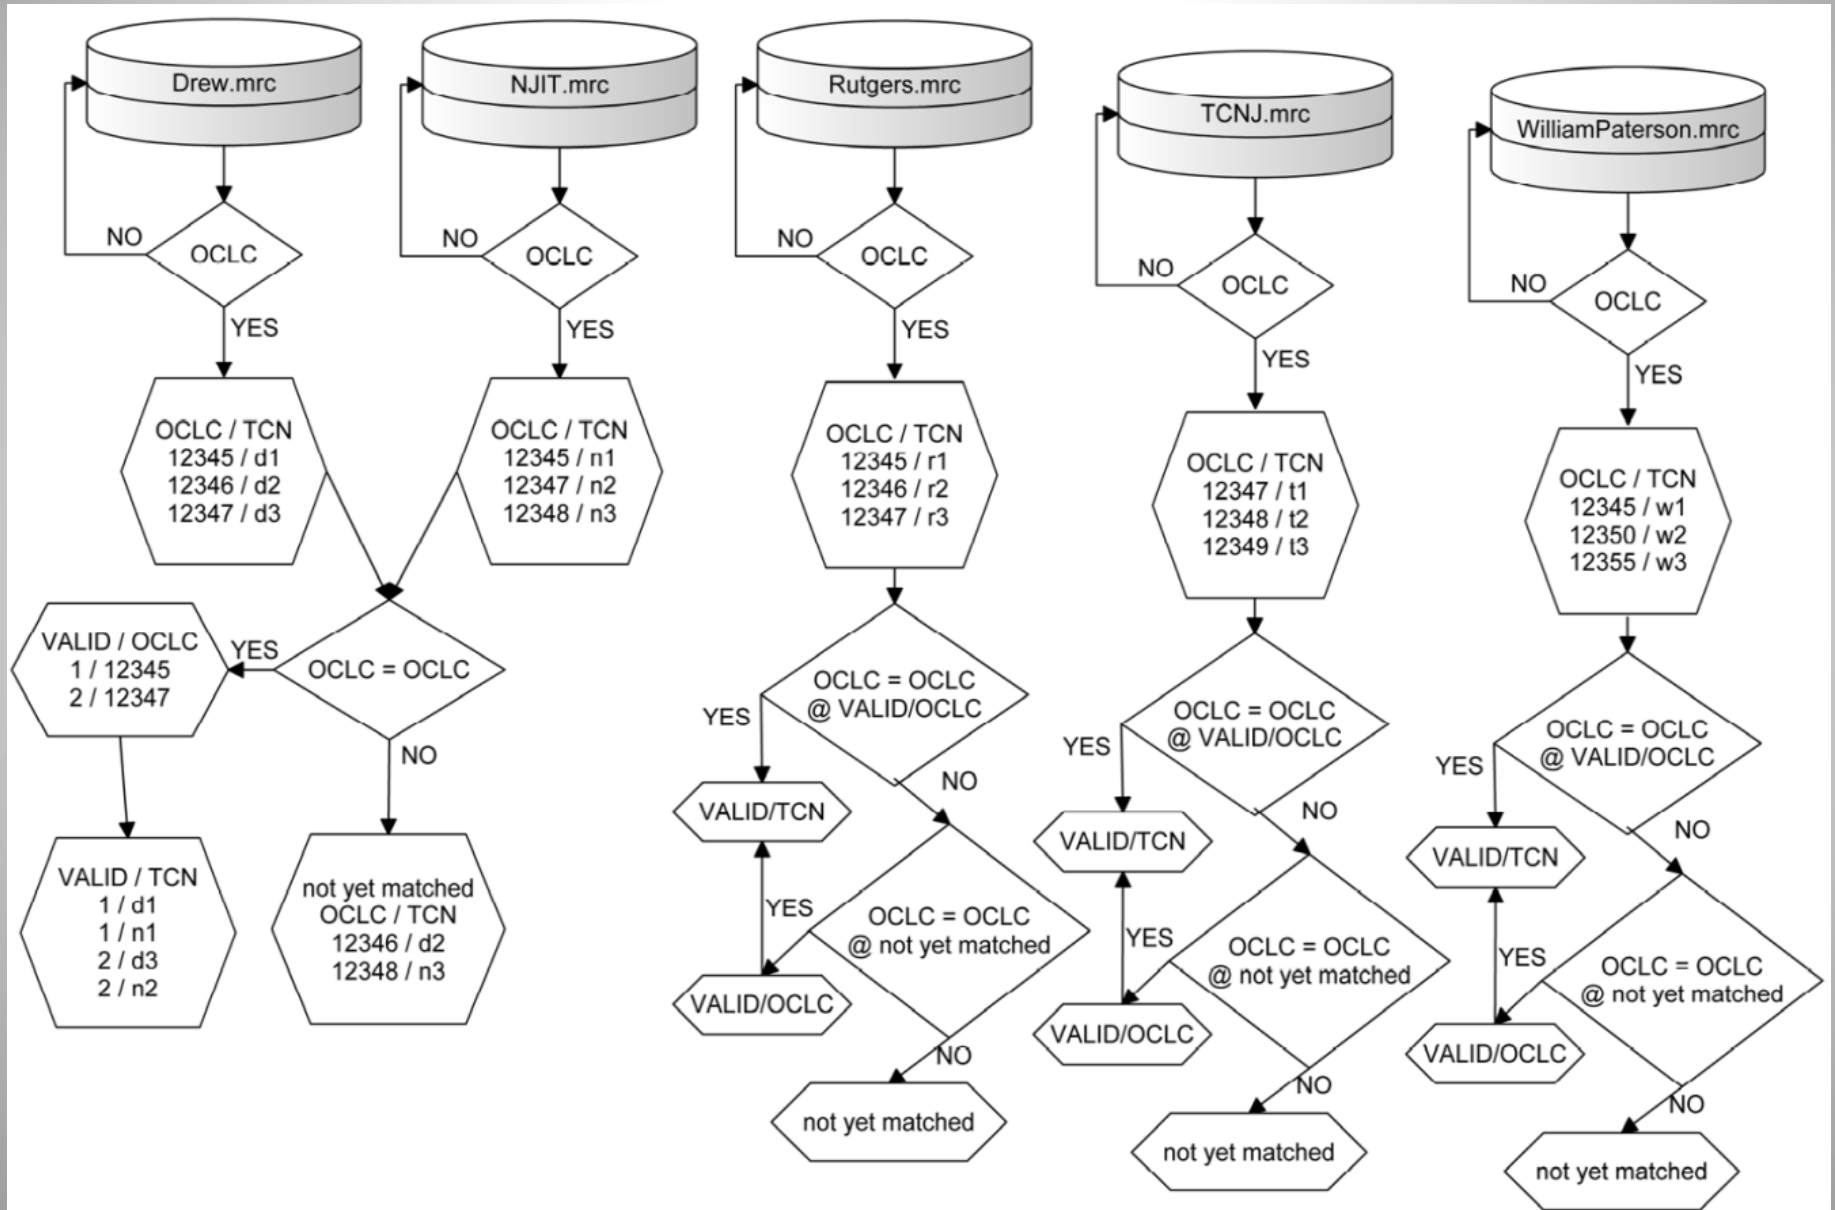 Drew.mrc
NO
OCLC
YES
OCLC / TCN
12345 / d1
12346 / d2
12347 / d3
NJIT.mrc
NO
OCLC
YES
OCLC / TCN
12345 / n1
12347 / n2
12348 / n3
OCLC = OCLC
YES
VALID / OCLC
1 / 12345
2 / 12347
NO
VALID / TCN
1 / d1
1 / n1
2 / d3
2 / n2
not yet matched
OCLC / TCN
12346 / d2
12348 / n3
Rutgers.mrc
NO
OCLC
YES
OCLC / TCN
12345 / r1
12346 / r2
12347 / r3
OCLC = OCLC
@ VALID/OCLC
YES
NO
VALID/TCN
YES
OCLC = OCLC
@ not yet matched
VALID/OCLC
NO
not yet matched
TCNJ.mrc
NO
OCLC
YES
OCLC / TCN
12347 / t1
12348 / t2
12349 / t3
OCLC = OCLC
@ VALID/OCLC
YES
NO
VALID/TCN
YES
OCLC = OCLC
@ not yet matched
VALID/OCLC
NO
not yet matched
WilliamPaterson.mrc
NO
OCLC
YES
OCLC / TCN
12345 / w1
12350 / w2
12355 / w3
OCLC = OCLC
@ VALID/OCLC
YES
NO
VALID/TCN
YES
OCLC = OCLC
@ not yet matched
VALID/OCLC
NO
not yet matched